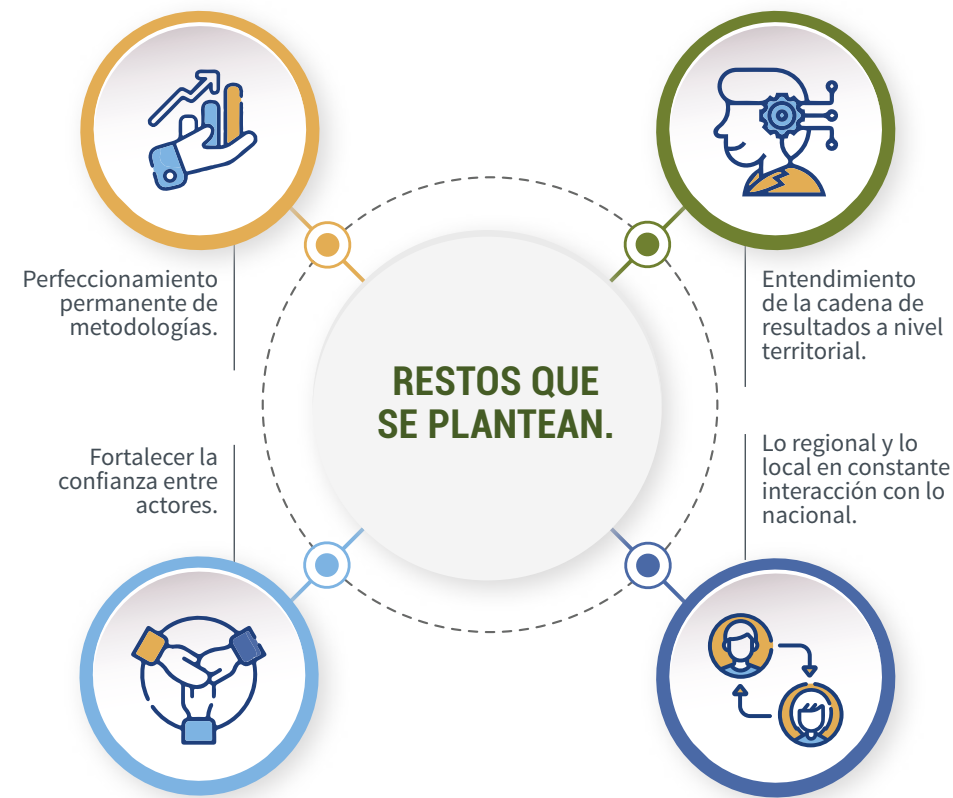 Perfeccionamiento
permanente de
metodologías.
Entendimiento
de la cadena de
resultados a nivel
territorial.
RESTOS QUE
SE PLANTEAN.
Fortalecer la
confianza entre
actores.
Lo regional y lo
local en constante
interacción con lo
nacional.